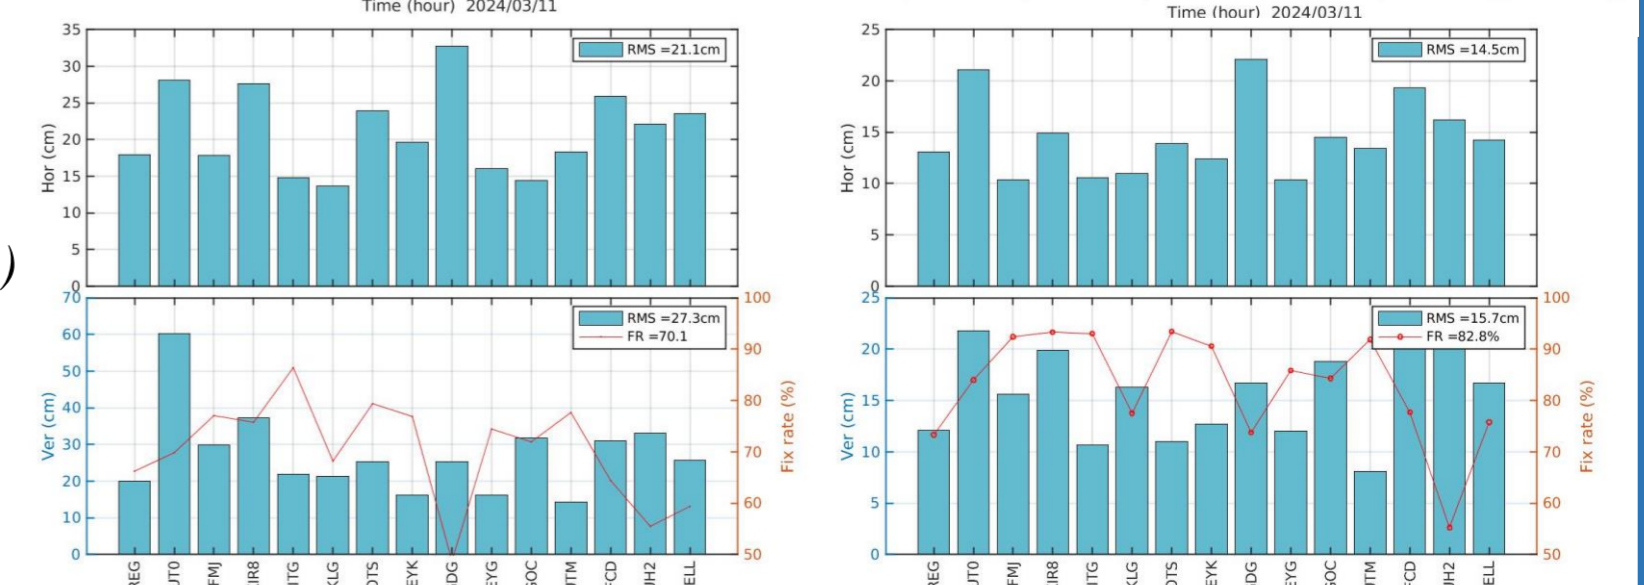 Time (hour) 2024/03/11
35
30
25
20
15
10
5
0
Hor (cm)
RMS =21.1cm
70
60
50
40
30
20
10
0
Ver (cm)
RMS =27.3cm
FR =70.1
100
90
80
70
60
50
Fix rate (%)
Time (hour) 2024/03/11
25
20
15
10
5
0
Hor (cm)
RMS =14.5cm
25
20
15
10
5
0
Ver (cm)
RMS =15.7cm
FR =82.8%
100
90
80
70
60
50
Fix rate (%)
)